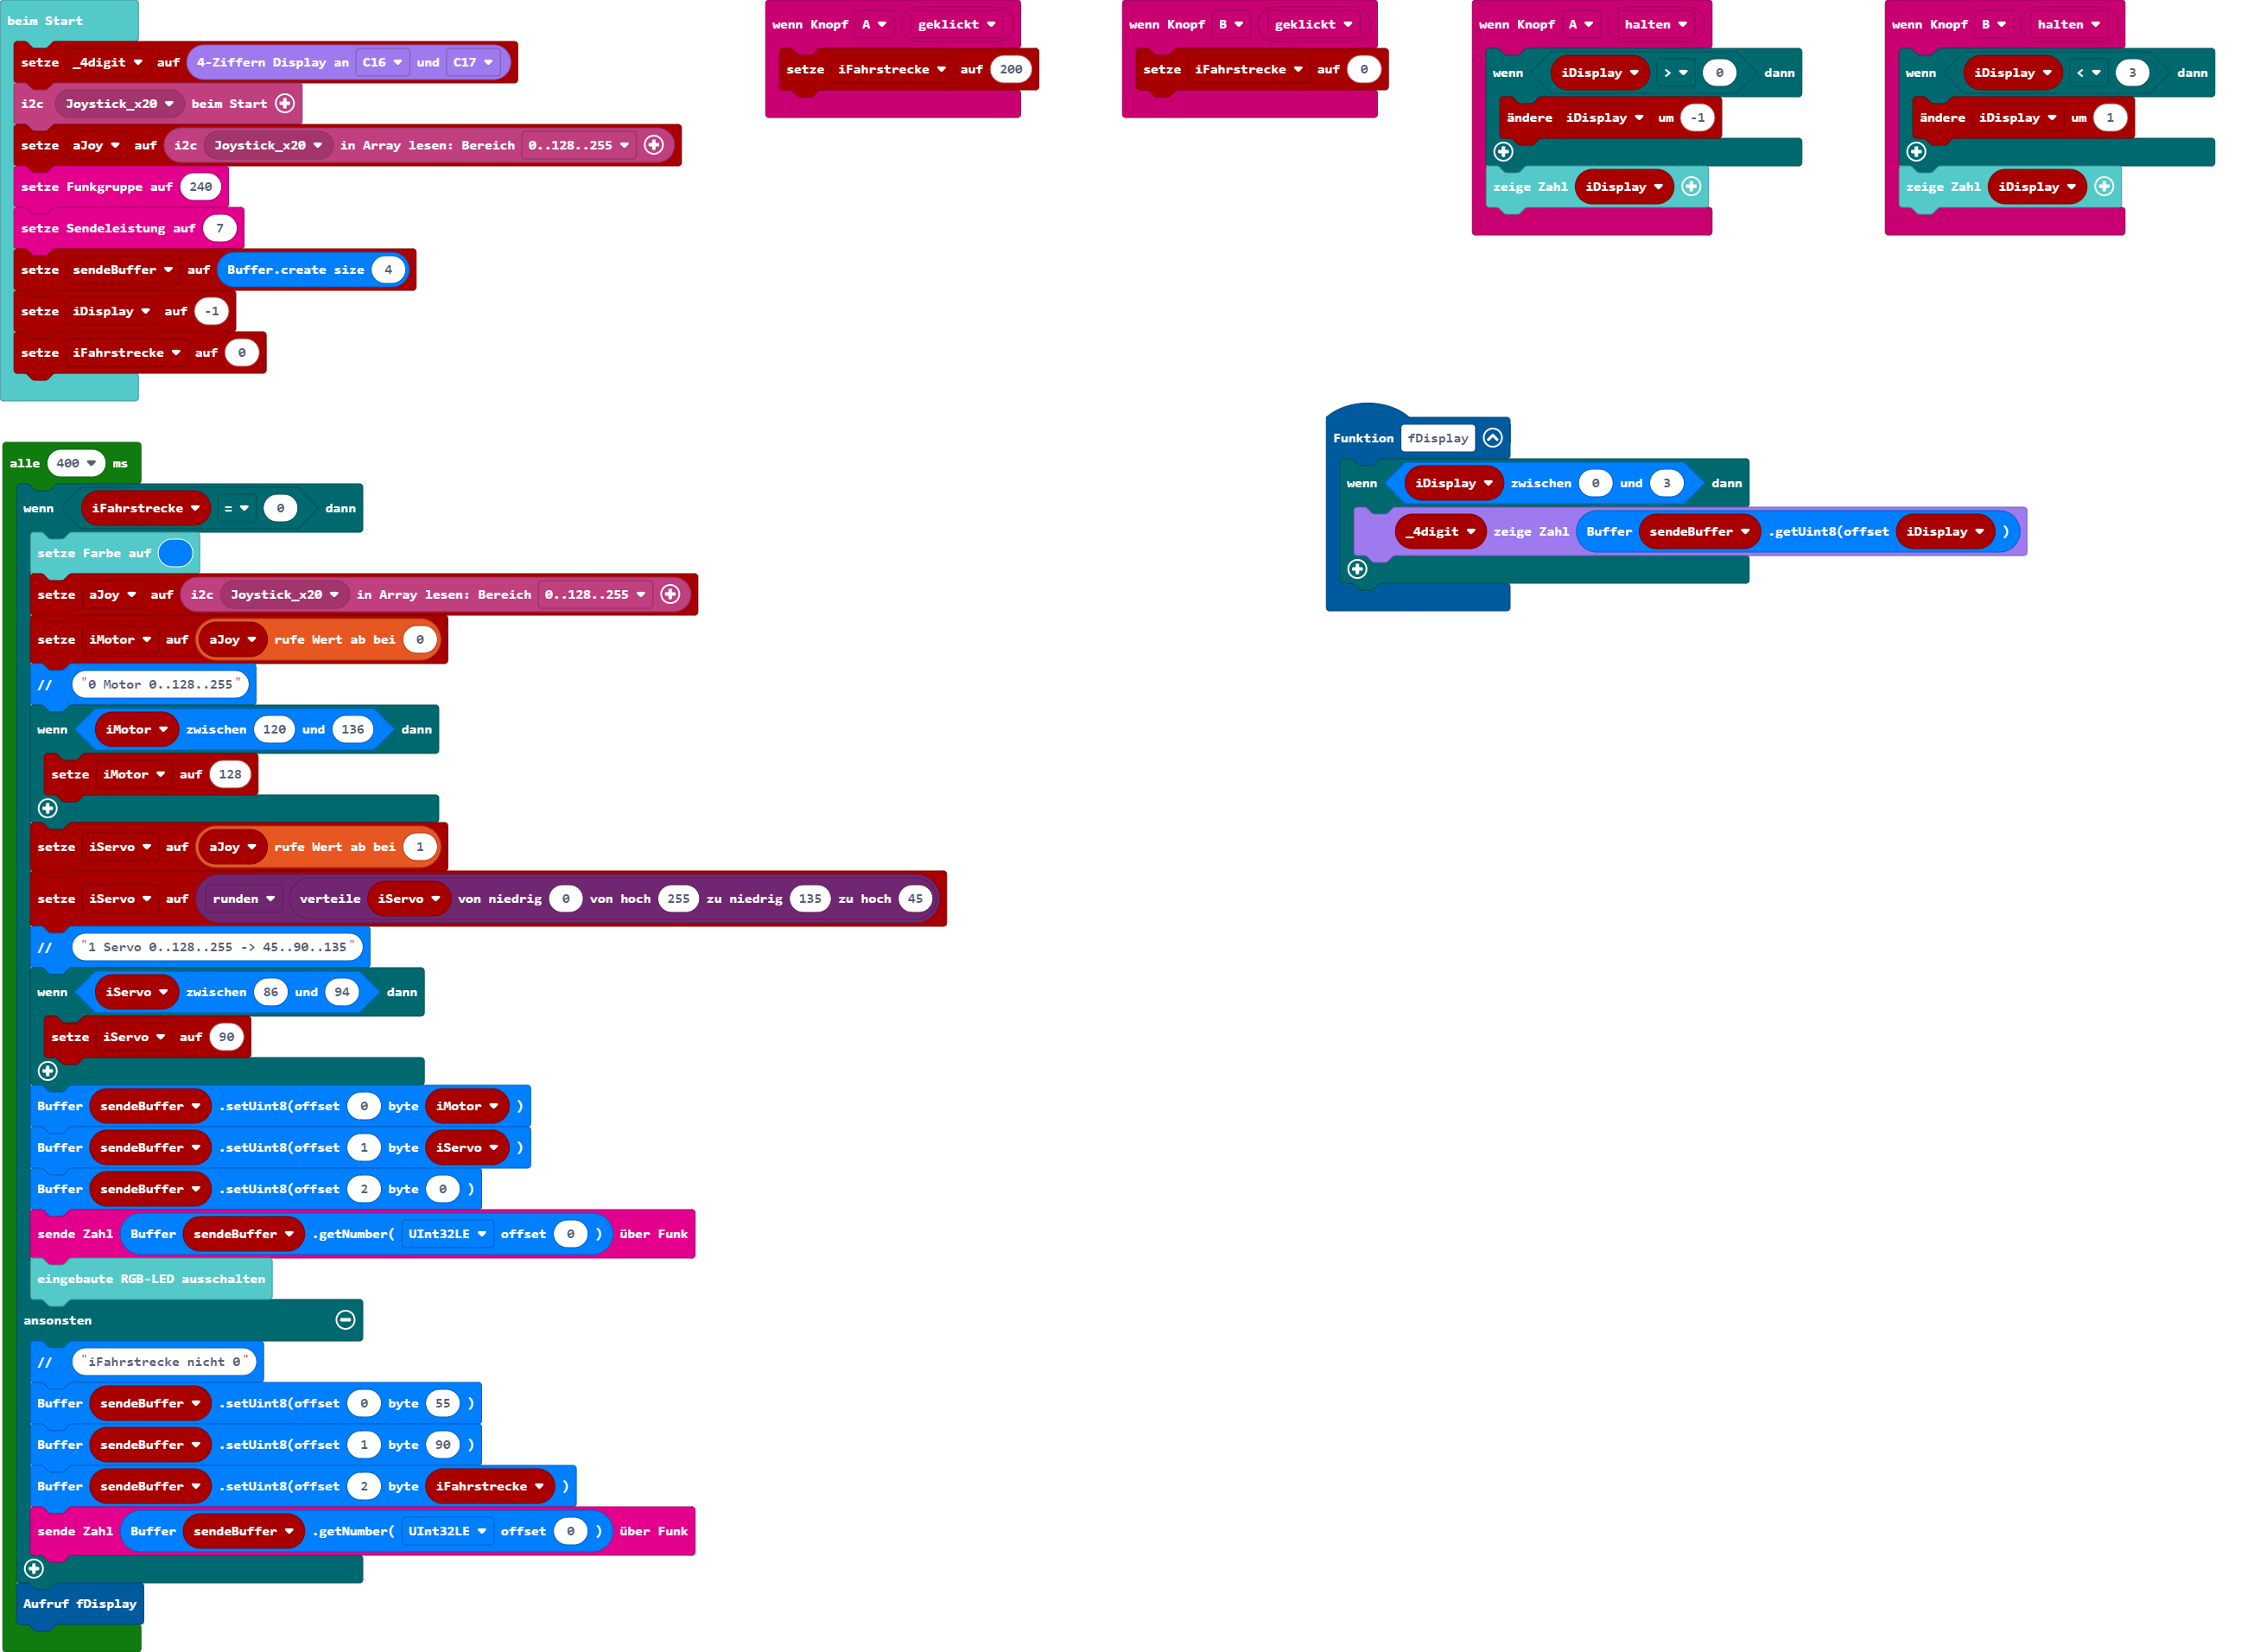 beim Start
setze _4digit auf 4-Ziffern Display an C16 und C17
i2c Joystick_x20 beim Start
setze aJoy auf i2c Joystick_x20 in Array lesen: Bereich 0..128..255
setze Funkgruppe auf 240
setze Sendeleistung auf 7
setze sendeBuffer auf Buffer.create size 4
setze iDisplay auf -1
setze iFahrstrecke auf 0
wenn Knopf A geklickt
setze iFahrstrecke auf 200
wenn Knopf B geklickt
setze iFahrstrecke auf 0
wenn Knopf A halten
wenn iDisplay > 0 dann
ändere iDisplay um -1
zeige Zahl iDisplay
wenn Knopf B halten
wenn iDisplay < 3 dann
ändere iDisplay um 1
zeige Zahl iDisplay
Funktion fDisplay
wenn iDisplay zwischen 0 und 3 dann
_4digit zeige Zahl Buffer sendeBuffer .getUint8(offset iDisplay )
alle 400 ms
wenn iFahrstrecke = 0 dann
setze Farbe auf
setze aJoy auf i2c Joystick_x20 in Array lesen: Bereich 0..128..255
setze iMotor auf aJoy rufe Wert ab bei 0
// "0 Motor 0..128..255"
wenn iMotor zwischen 120 und 136 dann
setze iMotor auf 128
setze iServo auf aJoy rufe Wert ab bei 1
setze iServo auf runden verteile iServo von niedrig 0 von hoch 255 zu niedrig 135 zu hoch 45
// "1 Servo 0..128..255 -> 45..90..135"
wenn iServo zwischen 86 und 94 dann
setze iServo auf 90
Buffer sendeBuffer .setUint8(offset 0 byte iMotor )
Buffer sendeBuffer .setUint8(offset 1 byte iServo )
Buffer sendeBuffer .setUint8(offset 2 byte 0 )
sende Zahl Buffer sendeBuffer .getNumber( UInt32LE offset 0 ) über Funk
eingebaute RGB-LED ausschalten
ansonsten
// "iFahrstrecke nicht 0"
Buffer sendeBuffer .setUint8(offset 0 byte 55 )
Buffer sendeBuffer .setUint8(offset 1 byte 90 )
Buffer sendeBuffer .setUint8(offset 2 byte iFahrstrecke )
sende Zahl Buffer sendeBuffer .getNumber( UInt32LE offset 0 ) über Funk
Aufruf fDisplay